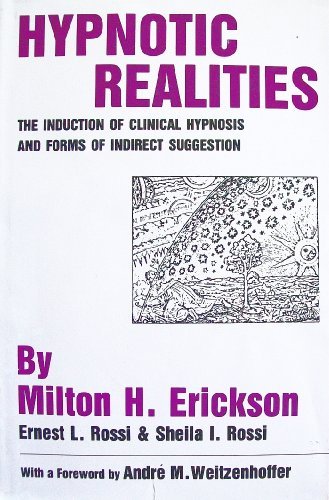 HYPNOTIC
REALITIES
THE INDUCTION OF CLINICAL HYPNOSIS
AND FORMS OF INDIRECT SUGGESTION
By
Milton H. Erickson
Ernest L. Rossi & Sheila I. Rossi
With a Foreword by André M. Weitzenhoffer